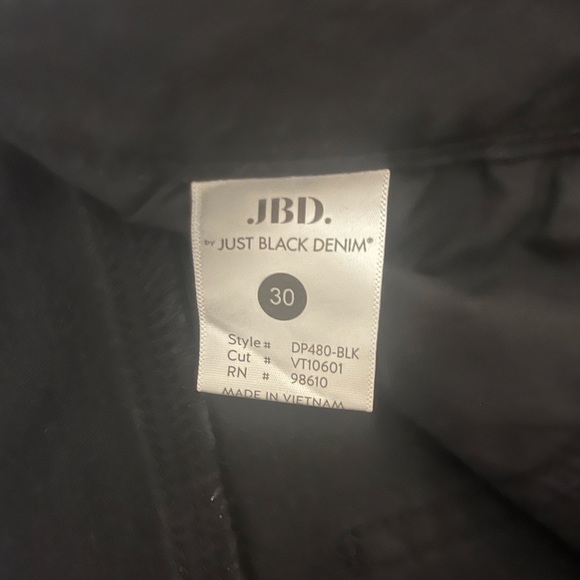 JBD.
by JUST BLACK DENIM®
30
Style # DP480-BLK
Cut # VT10601
RN # 98610
MADE IN VIETNAM